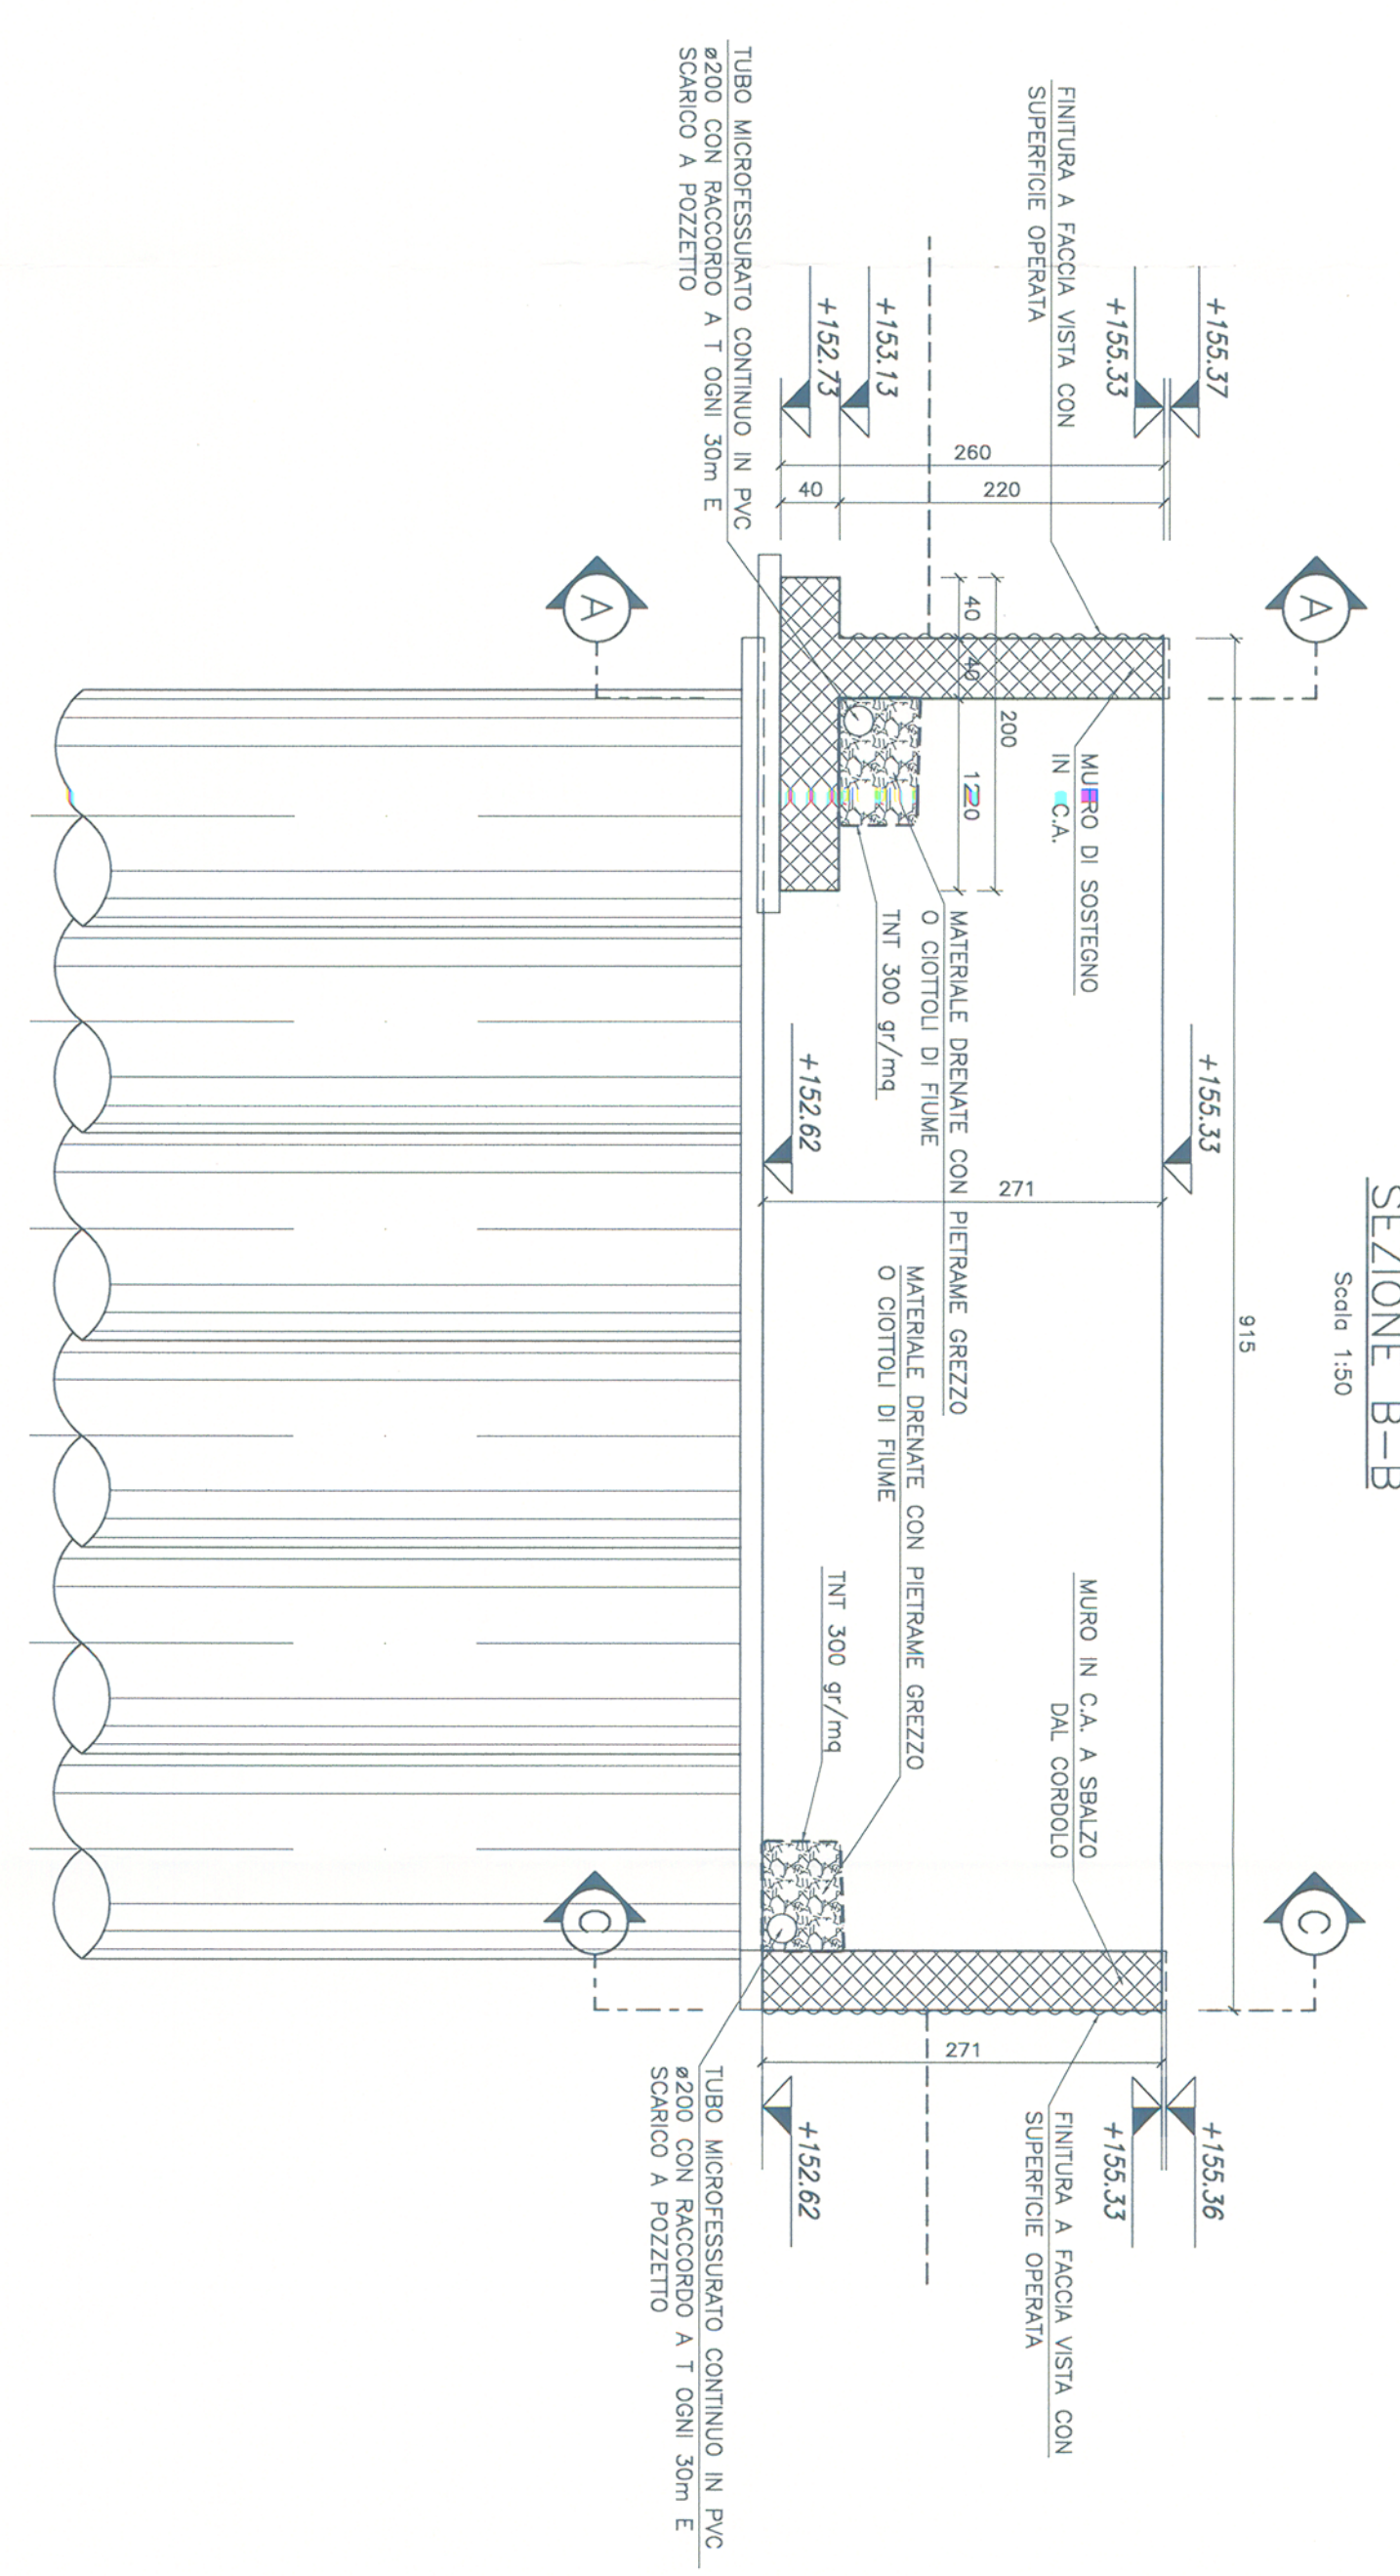 SEZIONE B-B
Scala 1:50
915
A
C
+155.37
+155.33
+153.13
+152.73
260
220
40
FINITURA A FACCIA VISTA CON
SUPERFICIE OPERATA
TUBO MICROFESSURATO CONTINUO IN PVC
ø200 CON RACCORDO A T OGNI 30m E
SCARICO A POZZETTO
200
40
40
120
MURO DI SOSTEGNO
IN C.A.
MATERIALE DRENATE CON PIETRAME GREZZO
O CIOTTOLI DI FIUME
TNT 300 gr/mq
+155.33
+152.62
271
MURO IN C.A. A SBALZO
DAL CORDOLO
MATERIALE DRENATE CON PIETRAME GREZZO
O CIOTTOLI DI FIUME
TNT 300 gr/mq
271
+155.36
+155.33
+152.62
FINITURA A FACCIA VISTA CON
SUPERFICIE OPERATA
TUBO MICROFESSURATO CONTINUO IN PVC
ø200 CON RACCORDO A T OGNI 30m E
SCARICO A POZZETTO
A
C